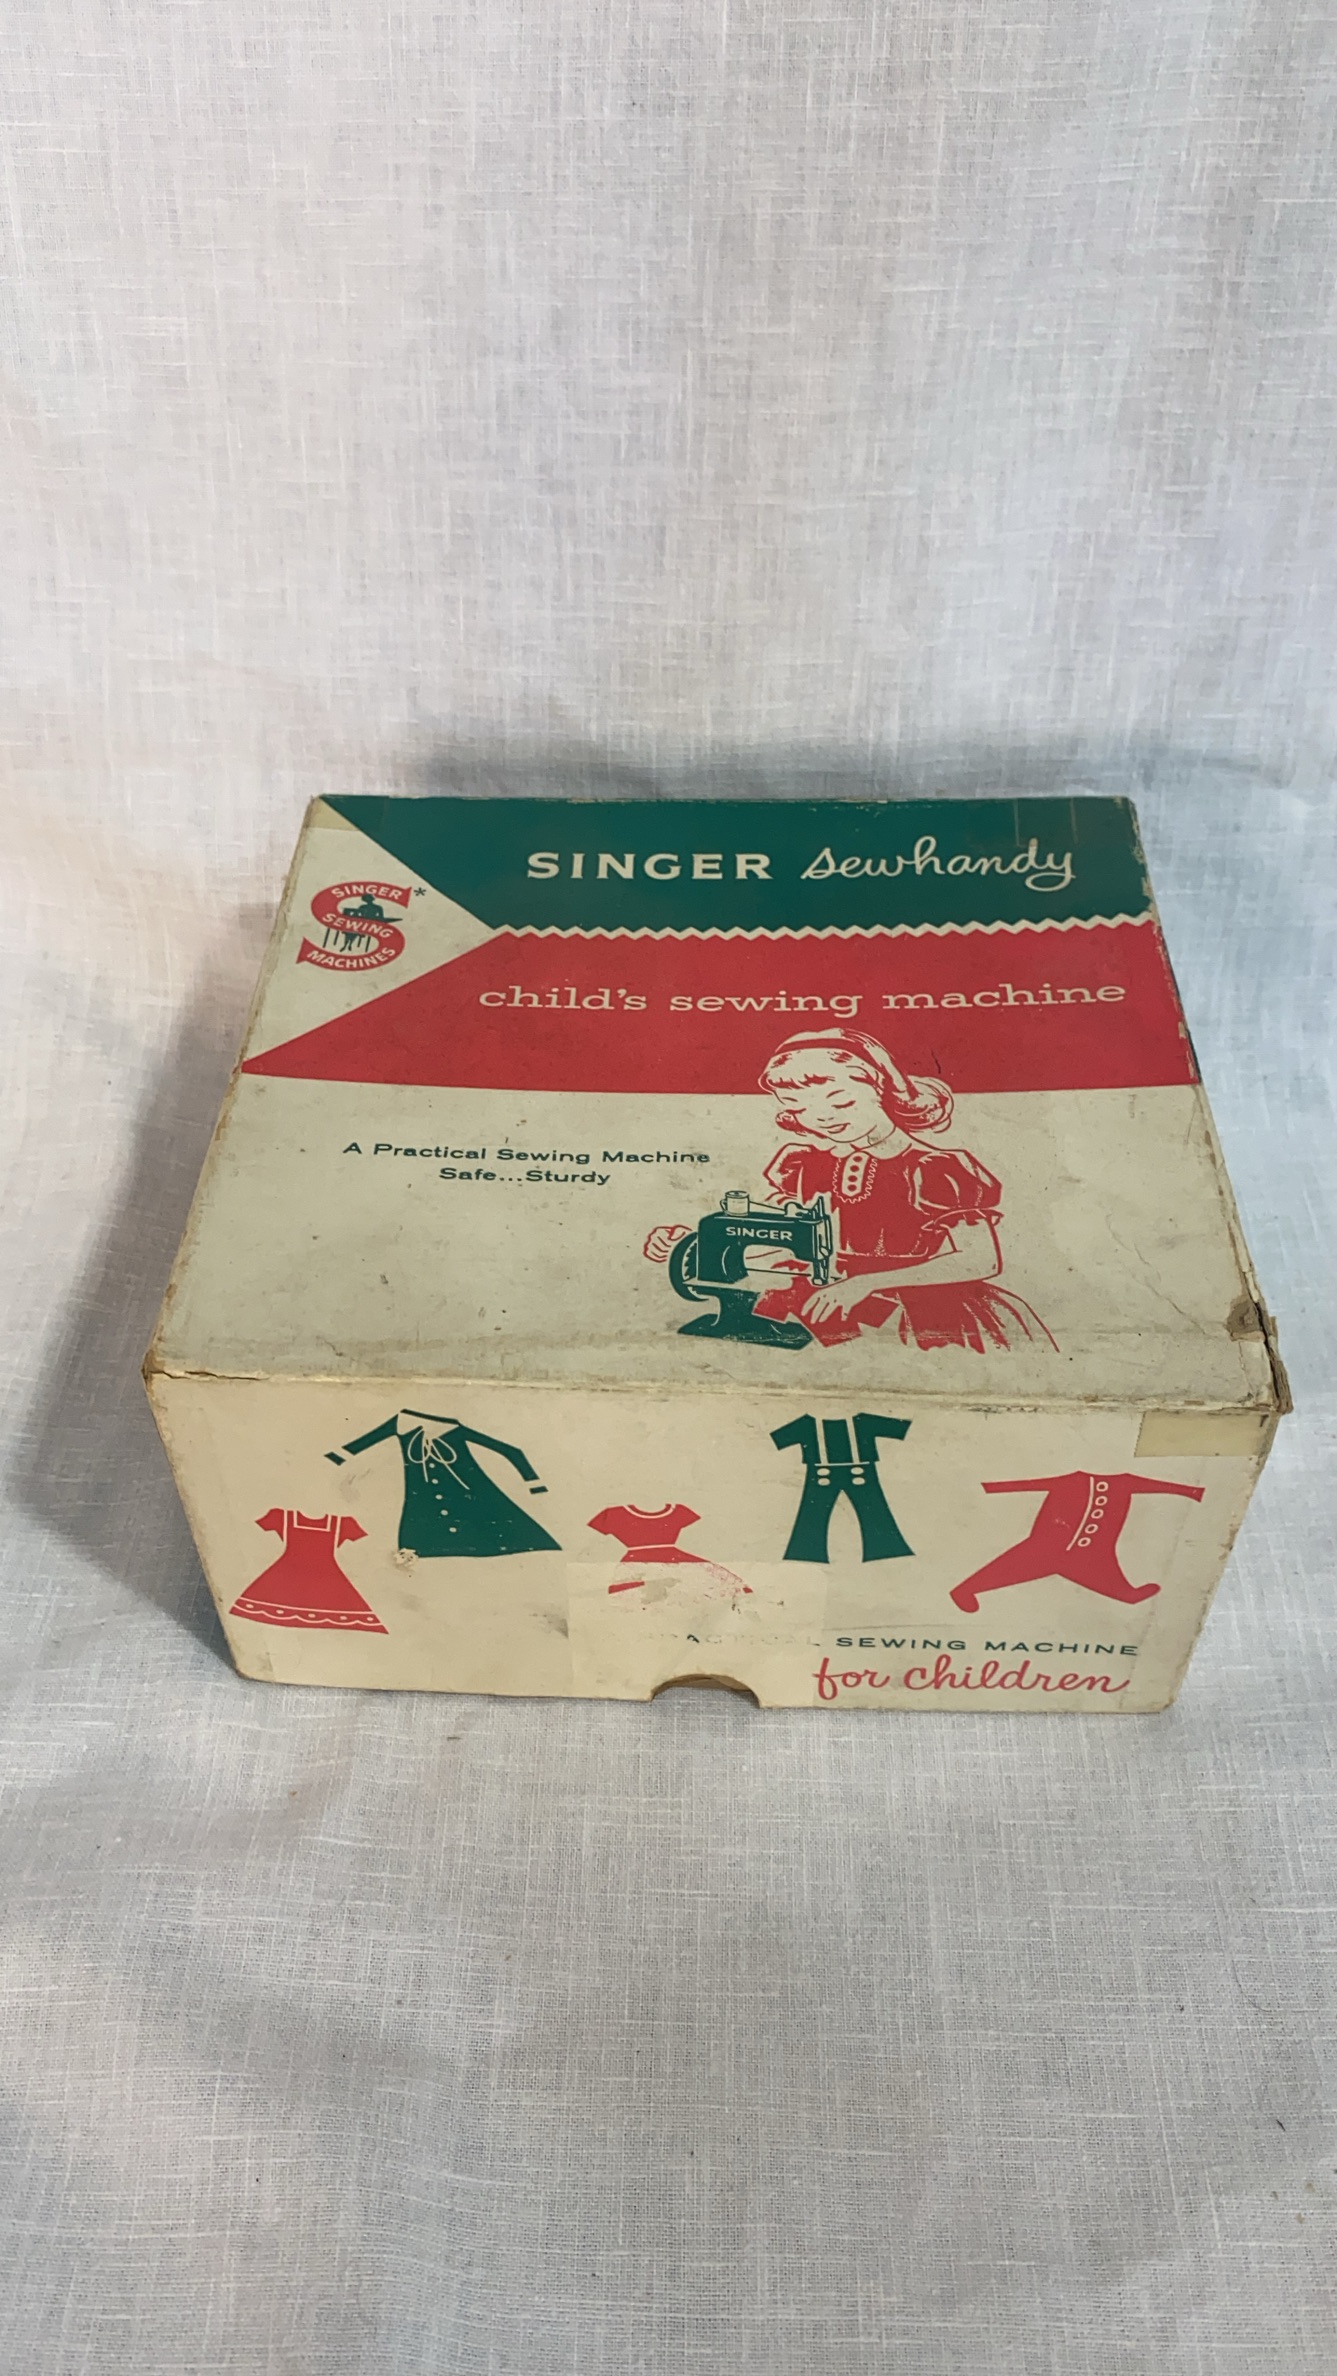 SINGER sewhandy
SINGER *
SEWING
MACHINES
child's sewing machine
A Practical Sewing Machine
Safe...Sturdy
SINGER
SEWING MACHINE
for children